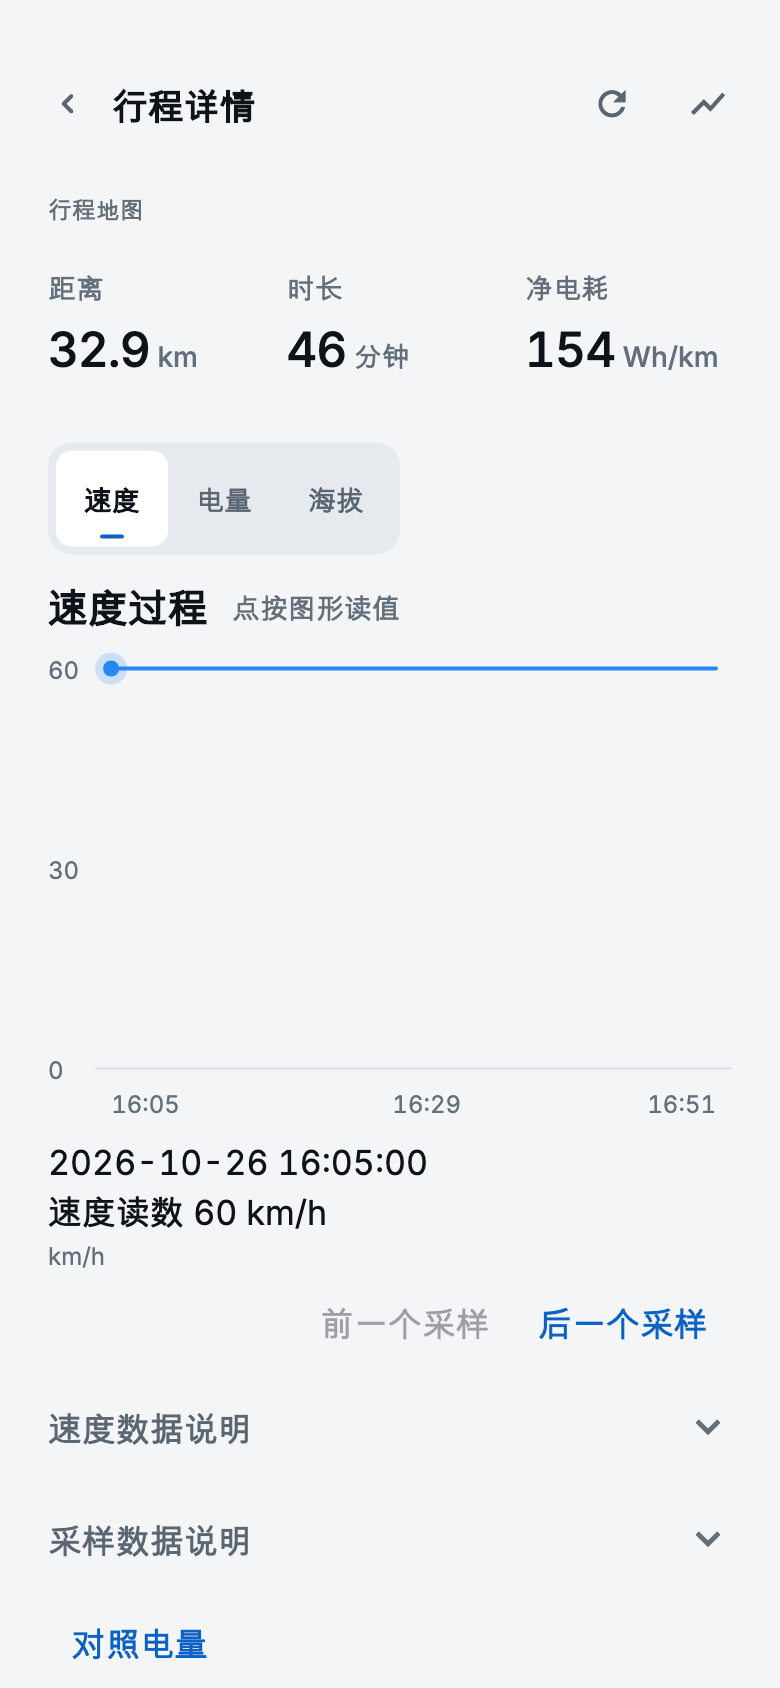 行程详情
行程地图
距离 时长 净电耗
32.9 km 46 分钟 154 Wh/km
速度 电量 海拔
速度过程 点按图形读值
60
30
0
16:05 16:29 16:51
2026-10-26 16:05:00
速度读数 60 km/h
km/h
前一个采样 后一个采样
速度数据说明
采样数据说明
对照电量